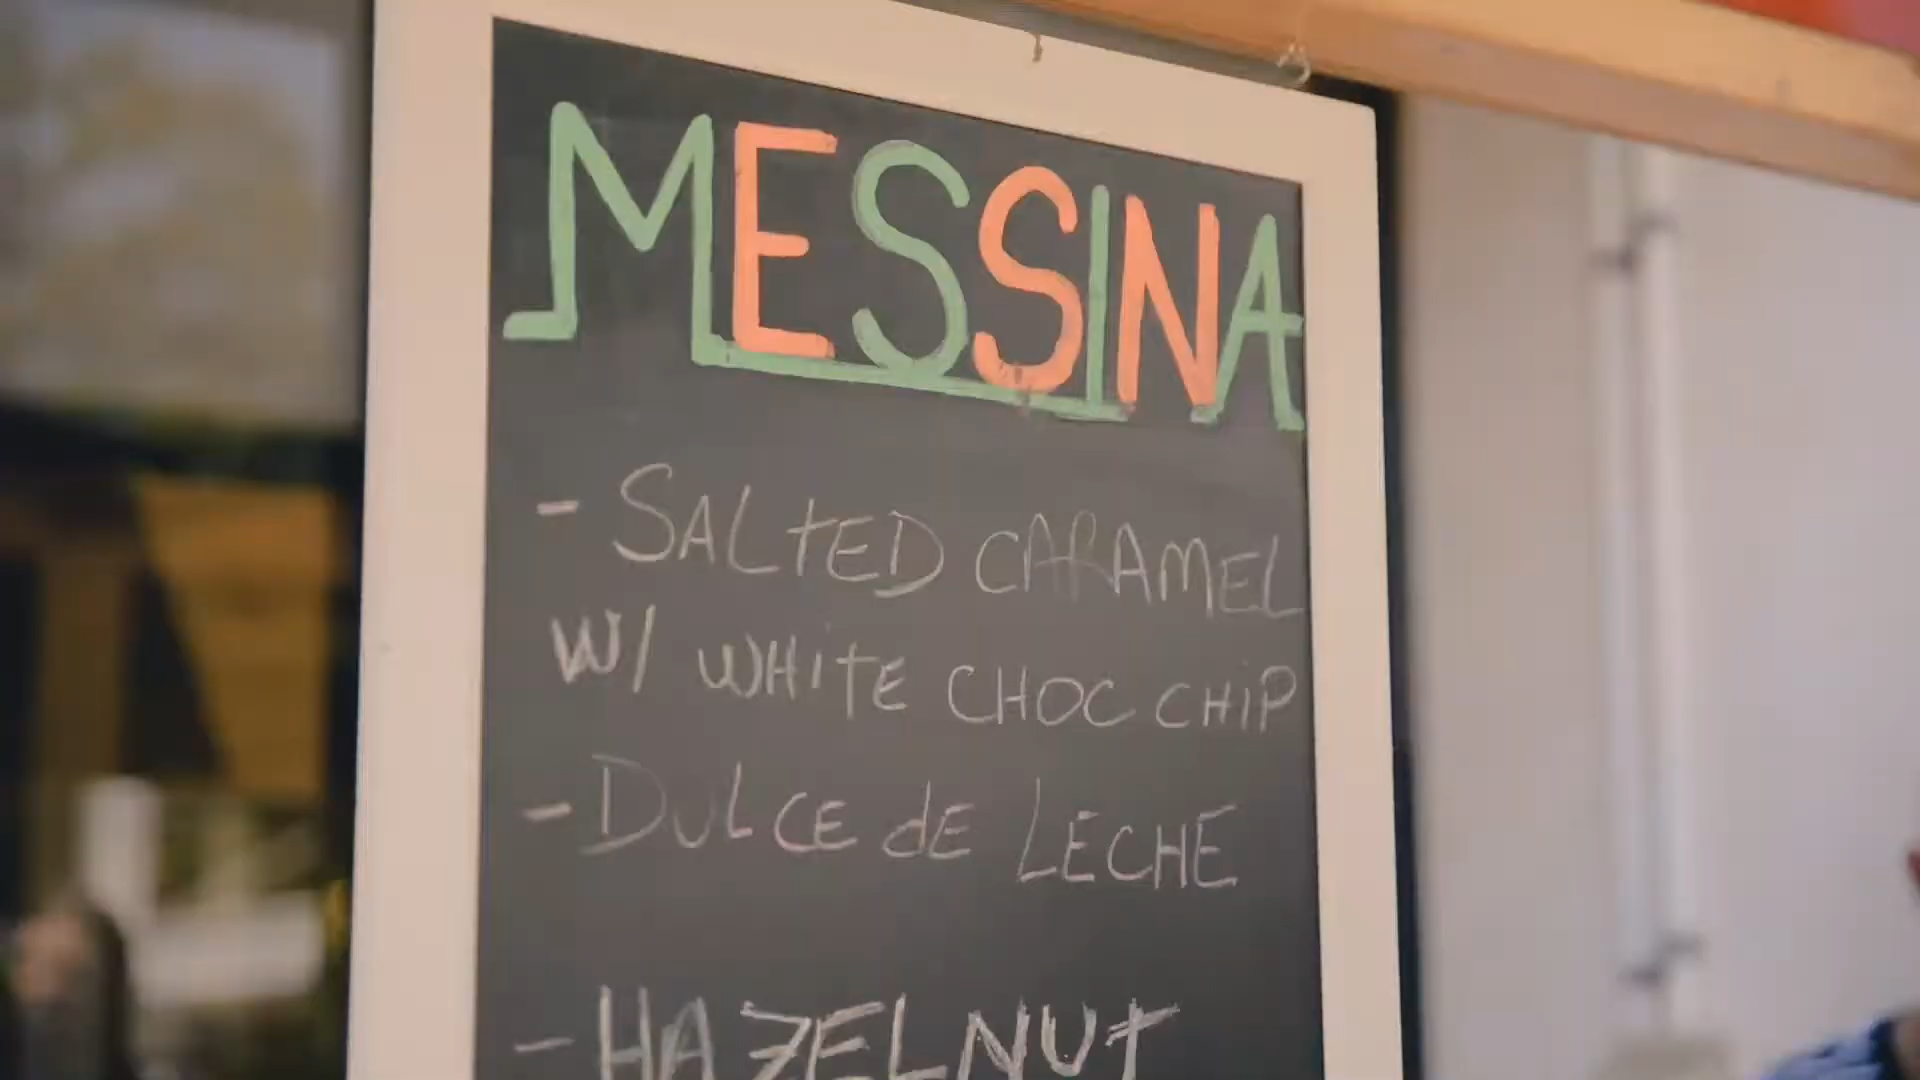 MESSINA
- SALTED CARAMEL
W/ WHITE CHOC CHIP
- DULCE de LECHE
- HAZELNUT